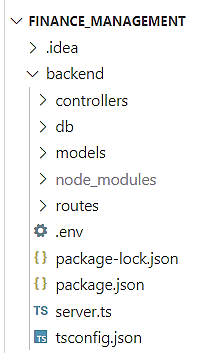 FINANCE_MANAGEMENT
.idea
backend
controllers
db
models
node_modules
routes
.env
package-lock.json
package.json
TS server.ts
TS tsconfig.json